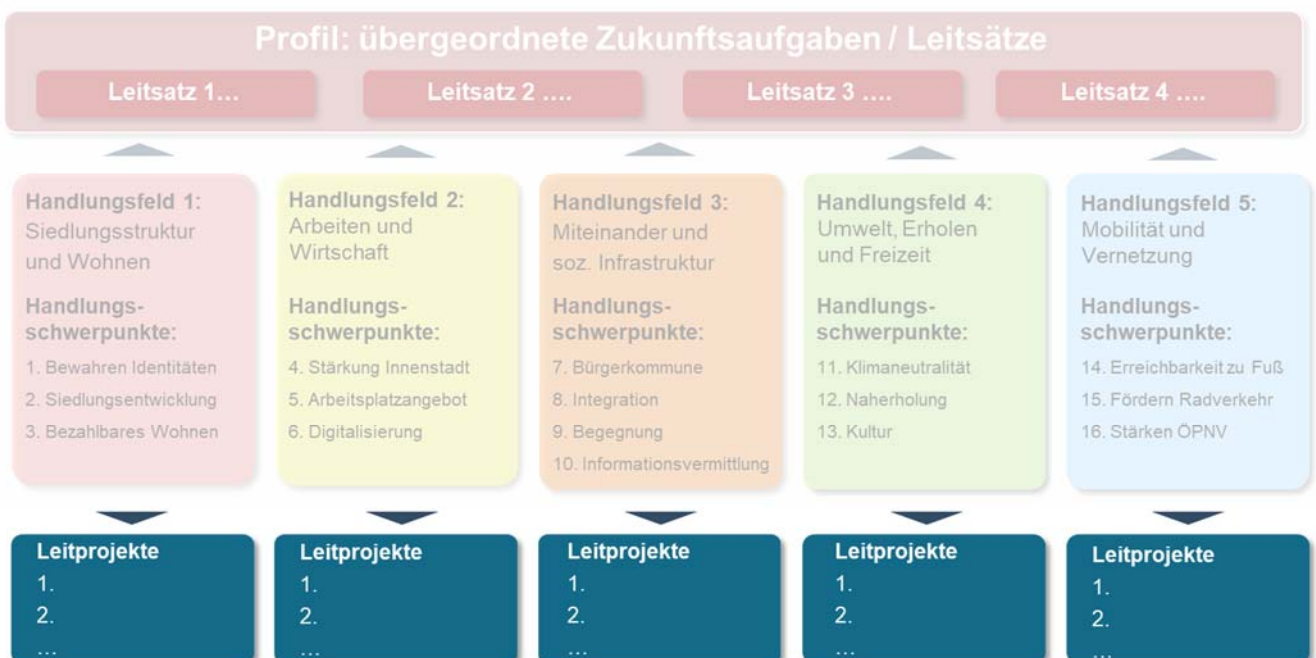 Profil: übergeordnete Zukunftsaufgaben / Leitsätze
Leitsatz 1…
Leitsatz 2 ….
Leitsatz 3 ….
Leitsatz 4 ….
Handlungsfeld 1:
Siedlungsstruktur
und Wohnen
Handlungs-
schwerpunkte:
1. Bewahren Identitäten
2. Siedlungsentwicklung
3. Bezahlbares Wohnen
Handlungsfeld 2:
Arbeiten und
Wirtschaft
Handlungs-
schwerpunkte:
4. Stärkung Innenstadt
5. Arbeitsplatzangebot
6. Digitalisierung
Handlungsfeld 3:
Miteinander und
soz. Infrastruktur
Handlungs-
schwerpunkte:
7. Bürgerkommune
8. Integration
9. Begegnung
10. Informationsvermittlung
Handlungsfeld 4:
Umwelt, Erholen
und Freizeit
Handlungs-
schwerpunkte:
11. Klimaneutralität
12. Naherholung
13. Kultur
Handlungsfeld 5:
Mobilität und
Vernetzung
Handlungs-
schwerpunkte:
14. Erreichbarkeit zu Fuß
15. Fördern Radverkehr
16. Stärken ÖPNV
Leitprojekte
1.
2.
…
Leitprojekte
1.
2.
…
Leitprojekte
1.
2.
…
Leitprojekte
1.
2.
…
Leitprojekte
1.
2.
…